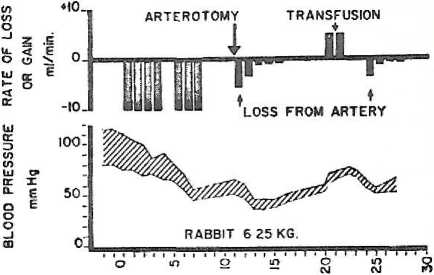 RATE OF LOSS
OR GAIN
ml/min.
+10
0
-10
ARTEROTOMY
TRANSFUSION
LOSS FROM ARTERY
BLOOD PRESSURE
mm Hg
100
50
0
RABBIT 6 25 KG.
0 5 10 15 20 25 30